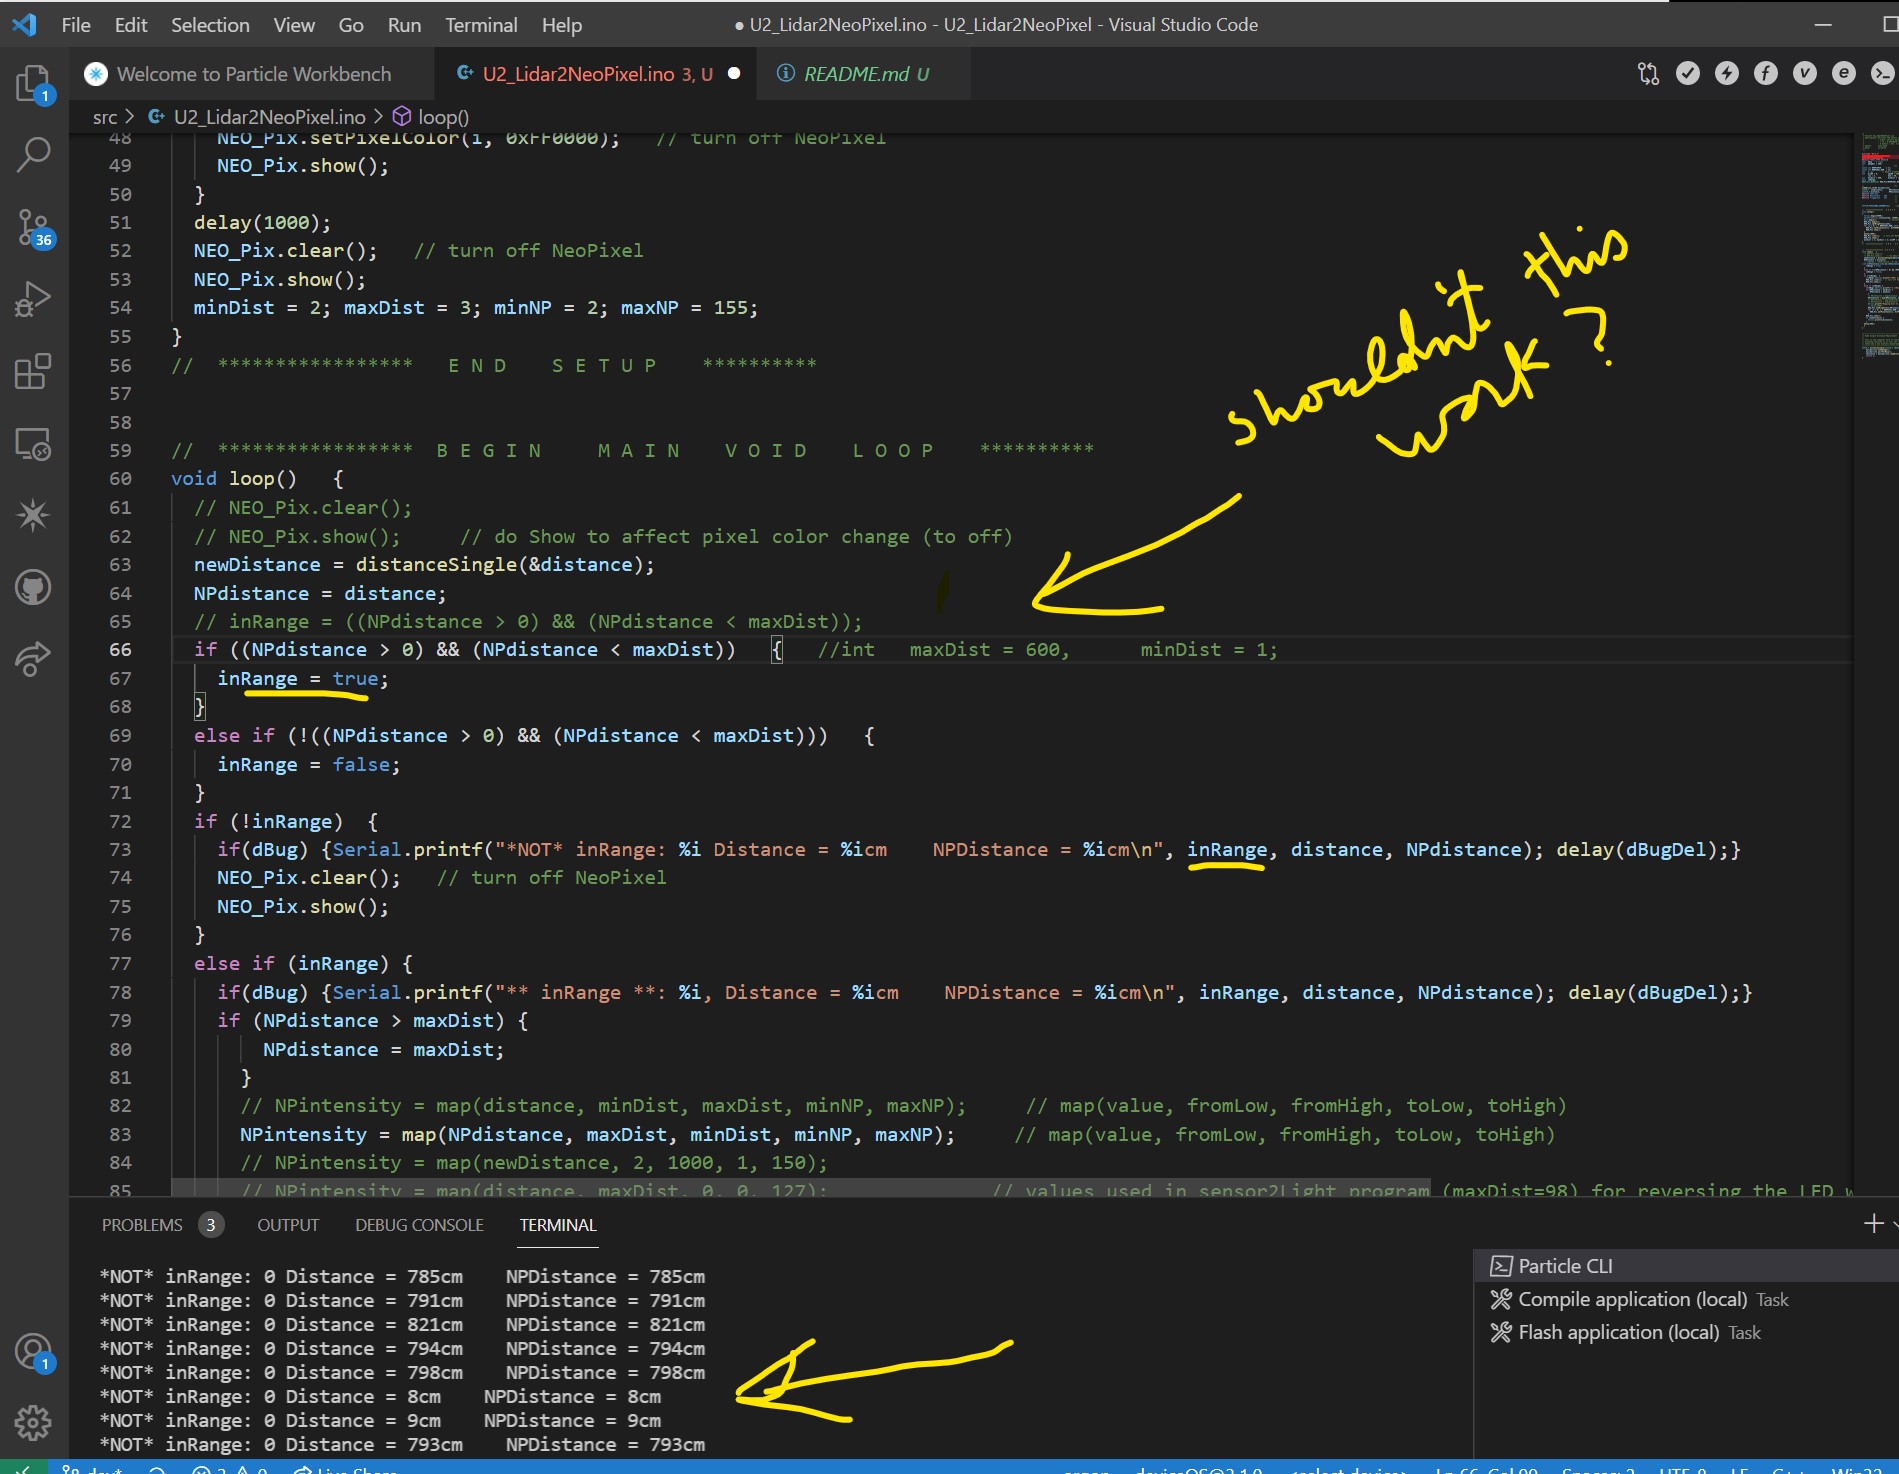 File Edit Selection View Go Run Terminal Help ● U2_Lidar2NeoPixel.ino - U2_Lidar2NeoPixel - Visual Studio Code
Welcome to Particle Workbench U2_Lidar2NeoPixel.ino 3, U README.md U
src > U2_Lidar2NeoPixel.ino > loop()
48 NEO_Pix.setPixelColor(i, 0xFF0000); // turn off NeoPixel
49 NEO_Pix.show();
50 }
51 delay(1000);
52 NEO_Pix.clear(); // turn off NeoPixel
53 NEO_Pix.show();
54 minDist = 2; maxDist = 3; minNP = 2; maxNP = 155;
55 }
56 // ***************** E N D S E T U P **********
57
58
59 // ***************** B E G I N M A I N V O I D L O O P **********
60 void loop() {
61 // NEO_Pix.clear();
62 // NEO_Pix.show(); // do Show to affect pixel color change (to off)
63 newDistance = distanceSingle(&distance);
64 NPdistance = distance;
65 // inRange = ((NPdistance > 0) && (NPdistance < maxDist));
66 if ((NPdistance > 0) && (NPdistance < maxDist)) { //int maxDist = 600, minDist = 1;
67 inRange = true;
68 }
69 else if (!((NPdistance > 0) && (NPdistance < maxDist))) {
70 inRange = false;
71 }
72 if (!inRange) {
73 if(dBug) {Serial.printf("*NOT* inRange: %i Distance = %icm NPDistance = %icm\n", inRange, distance, NPdistance); delay(dBugDel);}
74 NEO_Pix.clear(); // turn off NeoPixel
75 NEO_Pix.show();
76 }
77 else if (inRange) {
78 if(dBug) {Serial.printf("** inRange **: %i, Distance = %icm NPDistance = %icm\n", inRange, distance, NPdistance); delay(dBugDel);}
79 if (NPdistance > maxDist) {
80 NPdistance = maxDist;
81 }
82 // NPintensity = map(distance, minDist, maxDist, minNP, maxNP); // map(value, fromLow, fromHigh, toLow, toHigh)
83 NPintensity = map(NPdistance, maxDist, minDist, minNP, maxNP); // map(value, fromLow, fromHigh, toLow, toHigh)
84 // NPintensity = map(newDistance, 2, 1000, 1, 150);
85 // NPintensity = map(distance, maxDist, 0, 0, 127); // values used in sensor2Light program (maxDist=98) for reversing the LED
shouldn't this
work?
PROBLEMS 3 OUTPUT DEBUG CONSOLE TERMINAL
*NOT* inRange: 0 Distance = 785cm NPDistance = 785cm
*NOT* inRange: 0 Distance = 791cm NPDistance = 791cm
*NOT* inRange: 0 Distance = 821cm NPDistance = 821cm
*NOT* inRange: 0 Distance = 794cm NPDistance = 794cm
*NOT* inRange: 0 Distance = 798cm NPDistance = 798cm
*NOT* inRange: 0 Distance = 8cm NPDistance = 8cm
*NOT* inRange: 0 Distance = 9cm NPDistance = 9cm
*NOT* inRange: 0 Distance = 793cm NPDistance = 793cm
Particle CLI
Compile application (local) Task
Flash application (local) Task
1
36
1